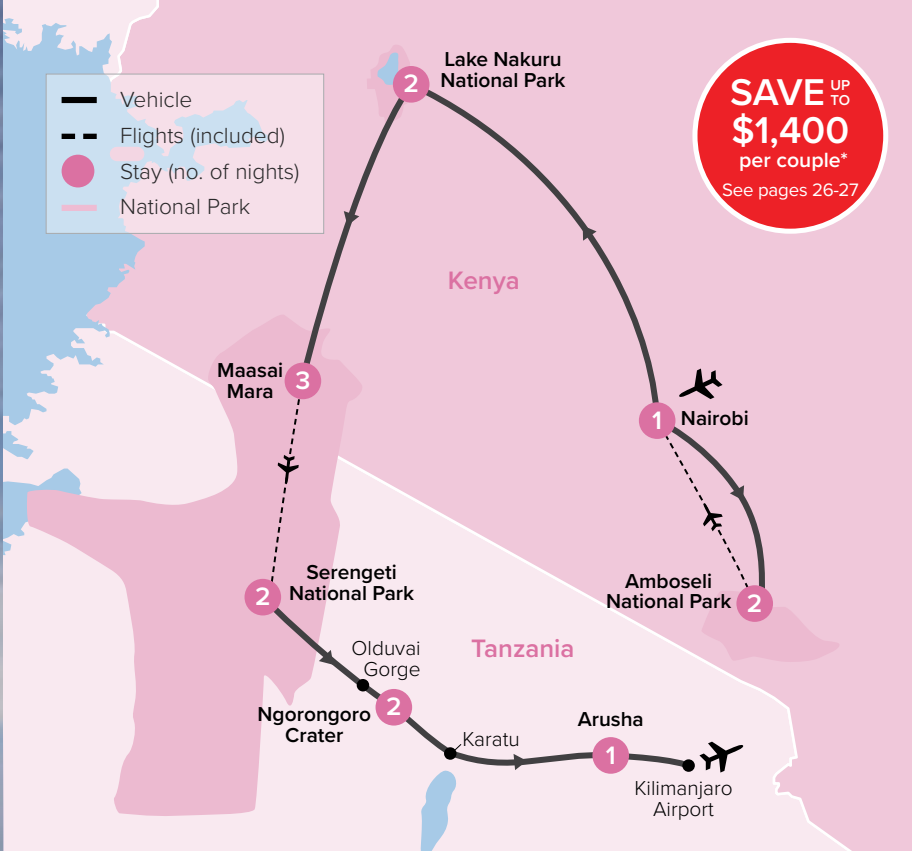 Vehicle
Flights (included)
Stay (no. of nights)
National Park
SAVE UP
TO
$1,400
per couple*
See pages 26-27
2
Lake Nakuru
National Park
Kenya
Maasai
Mara
3
1
Nairobi
Amboseli
National Park
2
2
Serengeti
National Park
Tanzania
Olduvai
Gorge
Ngorongoro
Crater
2
Karatu
Arusha
1
Kilimanjaro
Airport